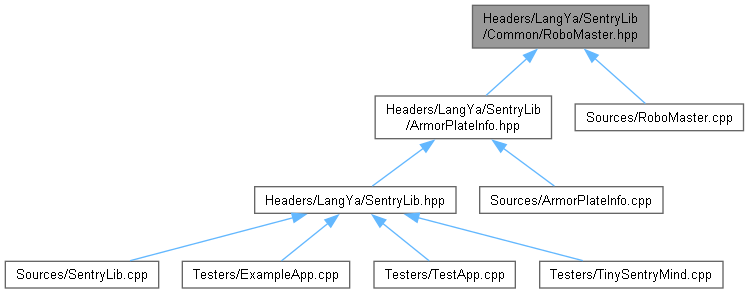 Headers/LangYa/SentryLib
/Common/RoboMaster.hpp
Headers/LangYa/SentryLib
/ArmorPlateInfo.hpp
Sources/RoboMaster.cpp
Headers/LangYa/SentryLib.hpp
Sources/ArmorPlateInfo.cpp
Sources/SentryLib.cpp
Testers/ExampleApp.cpp
Testers/TestApp.cpp
Testers/TinySentryMind.cpp